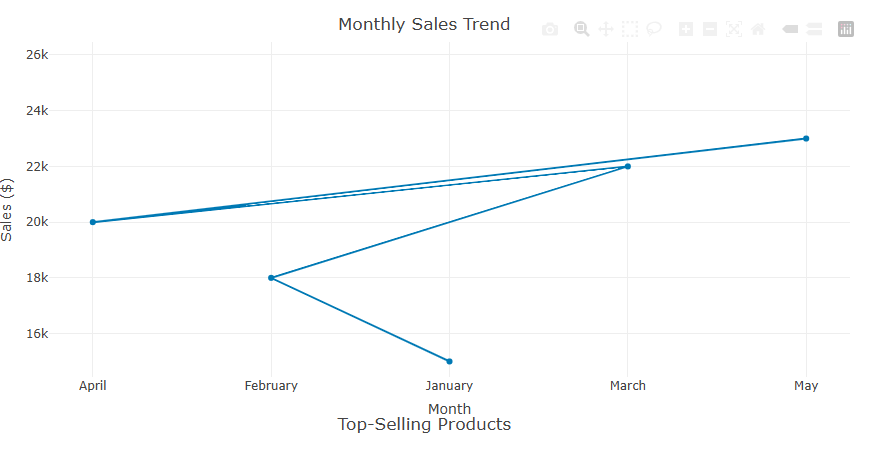 Monthly Sales Trend
26k
24k
22k
20k
18k
16k
Sales ($)
April February January March May
Month
Top-Selling Products